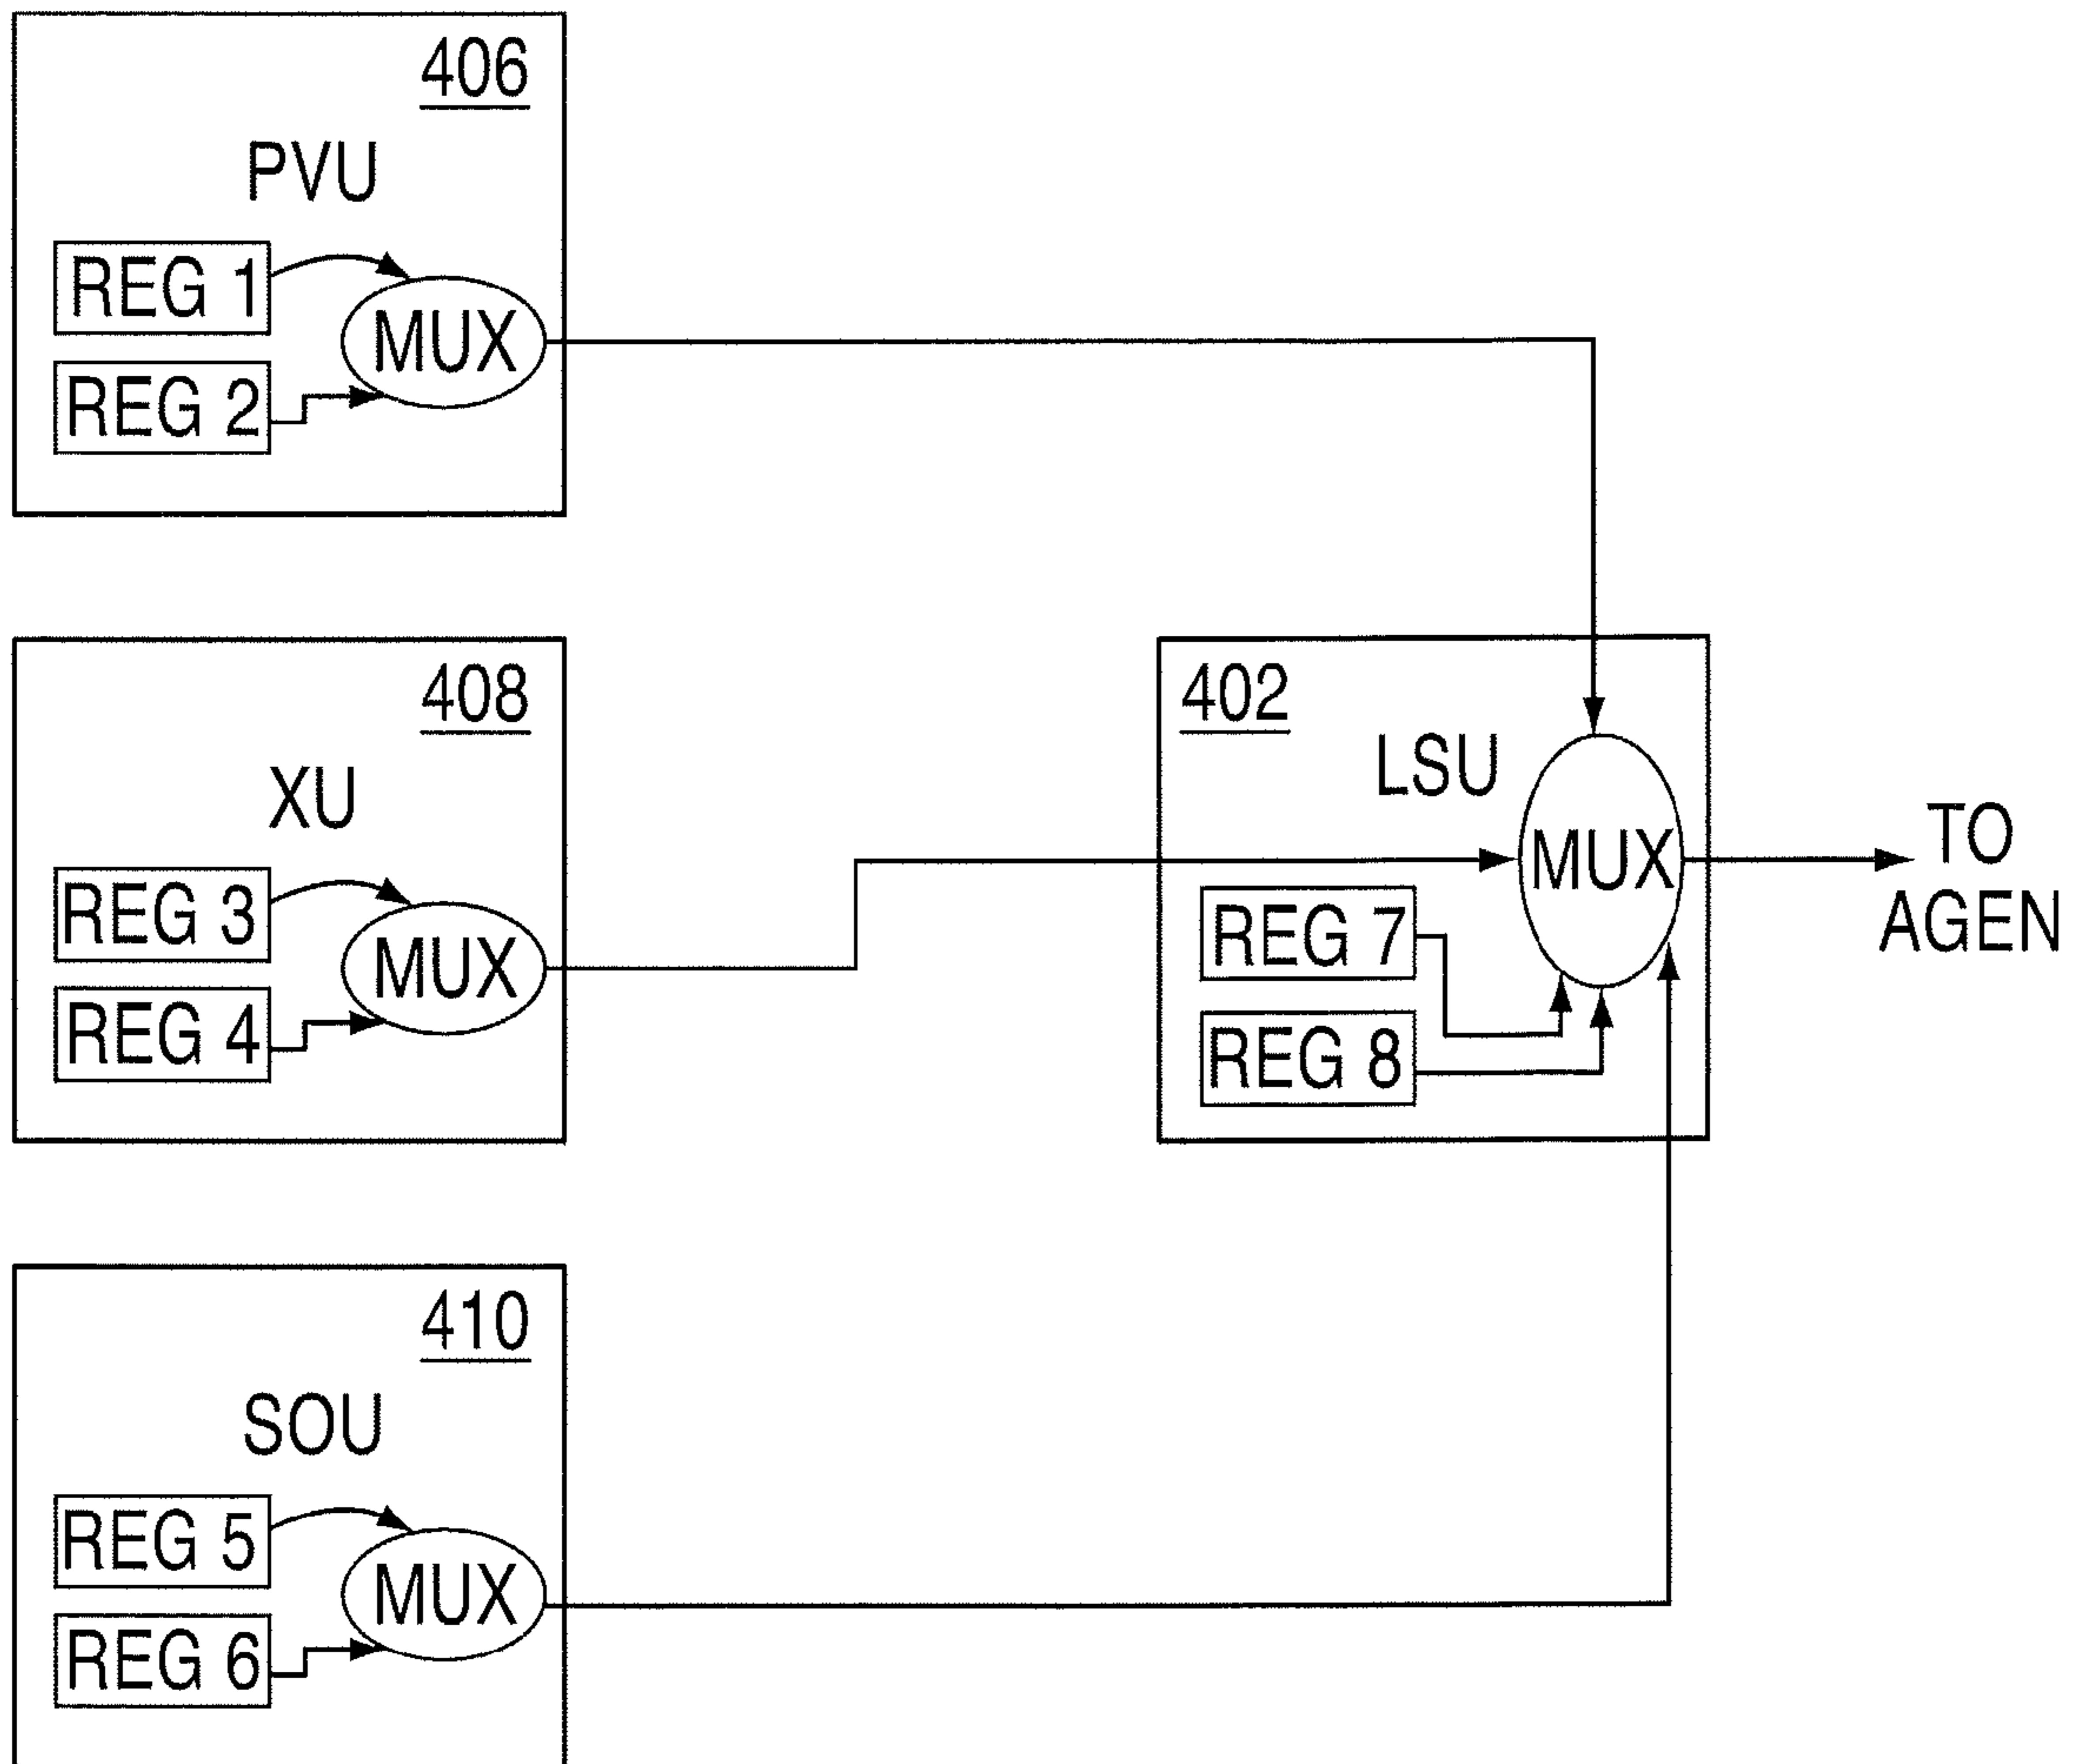 406
PVU
REG 1
MUX
REG 2
408
XU
REG 3
MUX
REG 4
402
LSU
MUX
REG 7
REG 8
TO
AGEN
410
SOU
REG 5
MUX
REG 6